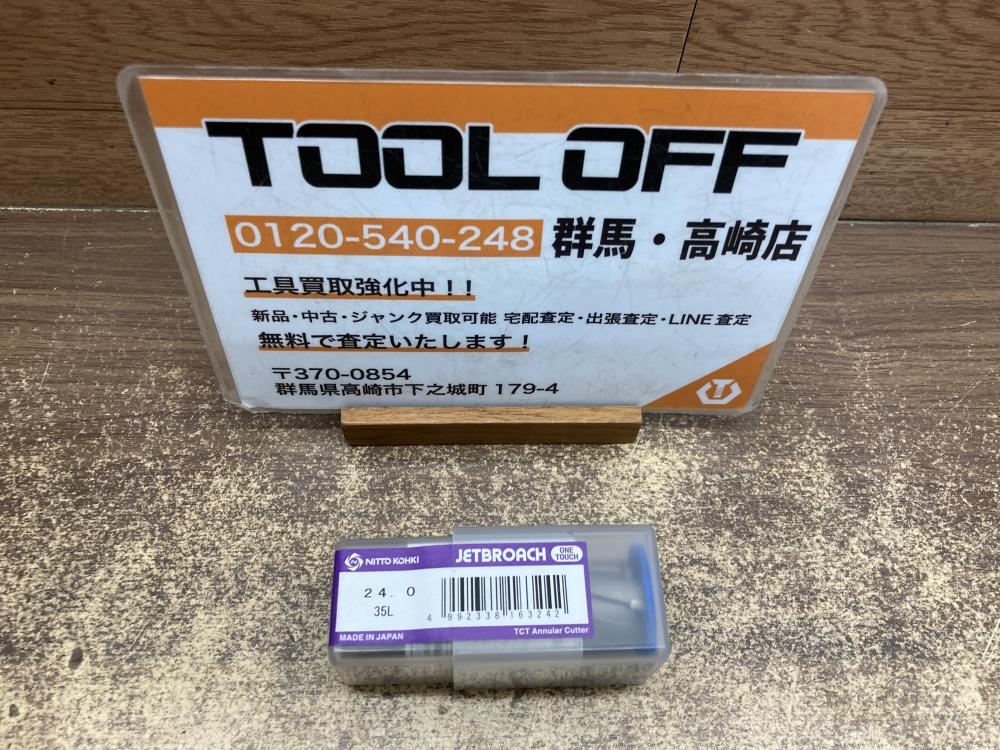 TOOL OFF
0120-540-248 群馬・高崎店
工具買取強化中!!
新品・中古・ジャンク買取可能 宅配査定・出張査定・LINE査定
無料で査定いたします!
〒370-0854
群馬県高崎市下之城町 179-4
NITTO KOHKI JETBROACH ONE TOUCH
24.0
35L
4 992338 163242
MADE IN JAPAN TCT Annular Cutter